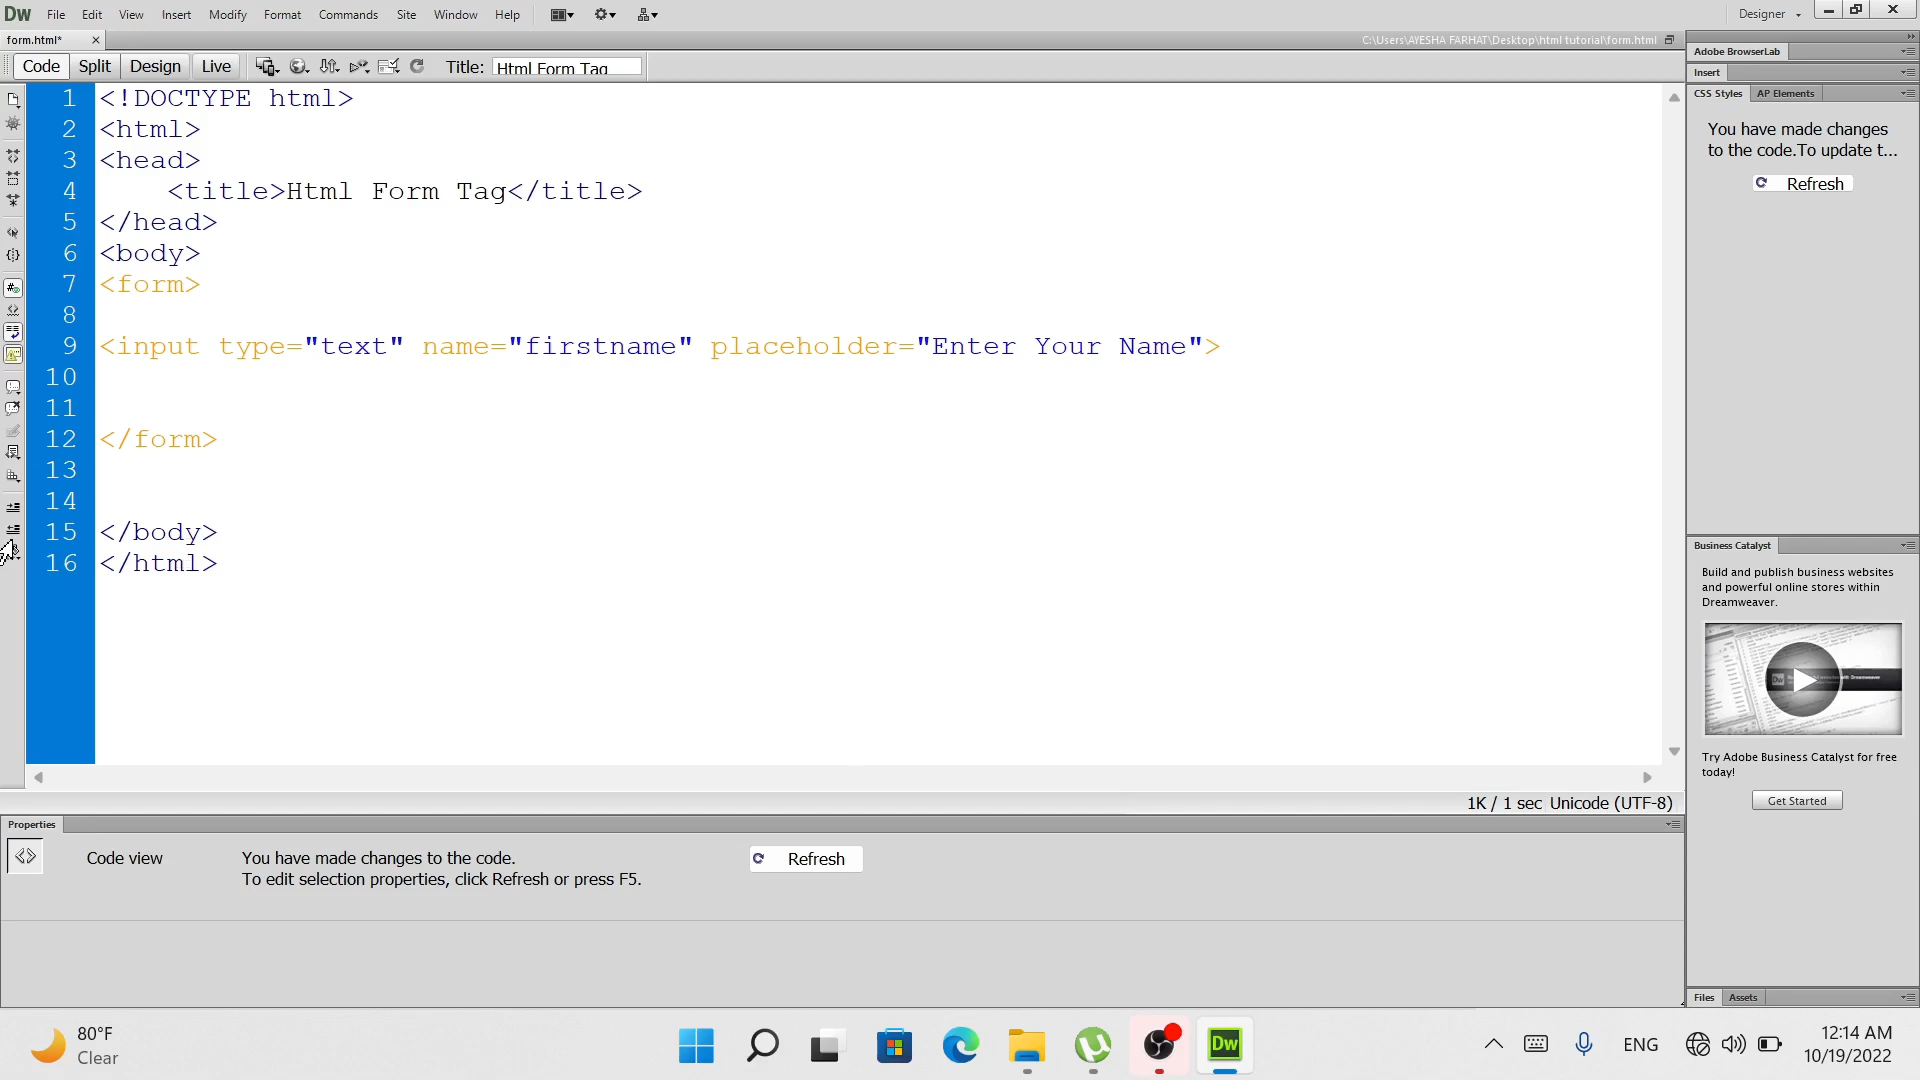 Dw File Edit View Insert Modify Format Commands Site Window Help Designer
form.html* C:\Users\AYESHA FARHAT\Desktop\html tutorial\form.html
Code Split Design Live Title: Html Form Tag
1 <!DOCTYPE html>
2 <html>
3 <head>
4 <title>Html Form Tag</title>
5 </head>
6 <body>
7 <form>
8
9 <input type="text" name="firstname" placeholder="Enter Your Name">
10
11
12 </form>
13
14
15 </body>
16 </html>
1K / 1 sec Unicode (UTF-8)
Properties
Code view
You have made changes to the code.
To edit selection properties, click Refresh or press F5.
Refresh
Adobe BrowserLab
Insert
CSS Styles AP Elements
You have made changes
to the code.To update t...
Refresh
Business Catalyst
Build and publish business websites
and powerful online stores within
Dreamweaver.
Try Adobe Business Catalyst for free
today!
Get Started
Files Assets
80°F
Clear
Dw
ENG
12:14 AM
10/19/2022